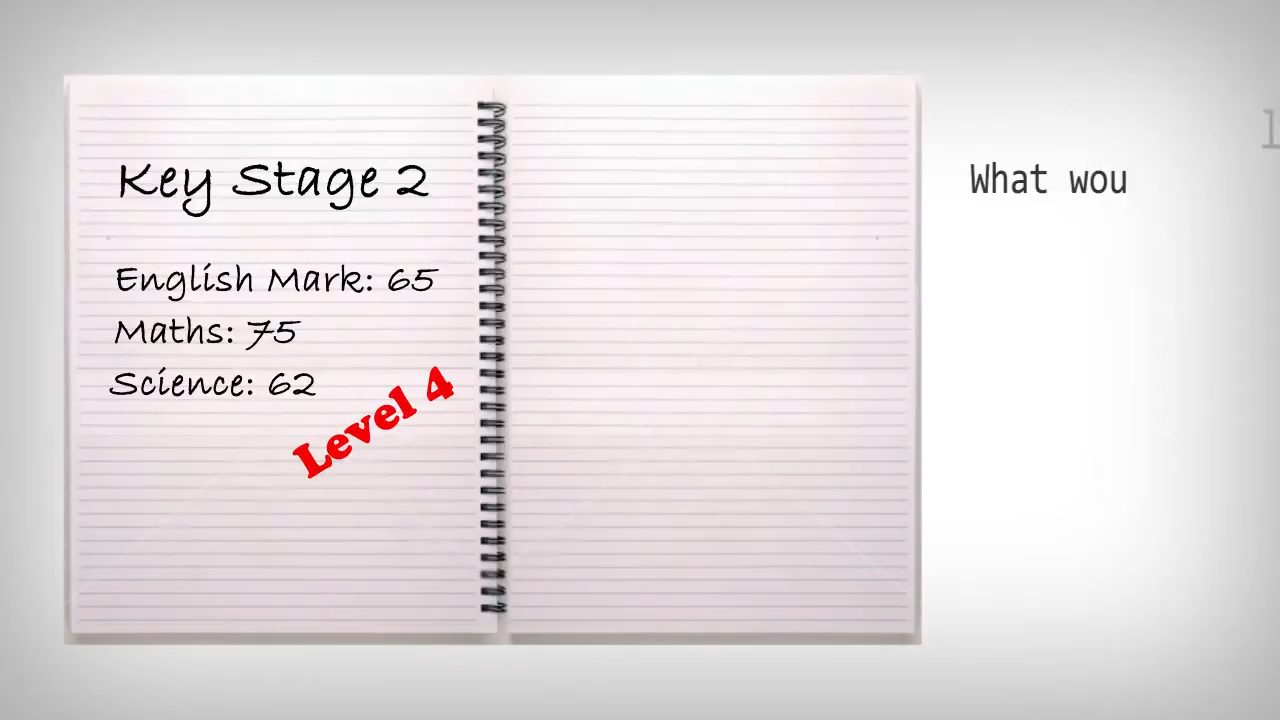 Key Stage 2
English Mark: 65
Maths: 75
Science: 62
Level 4
What wou